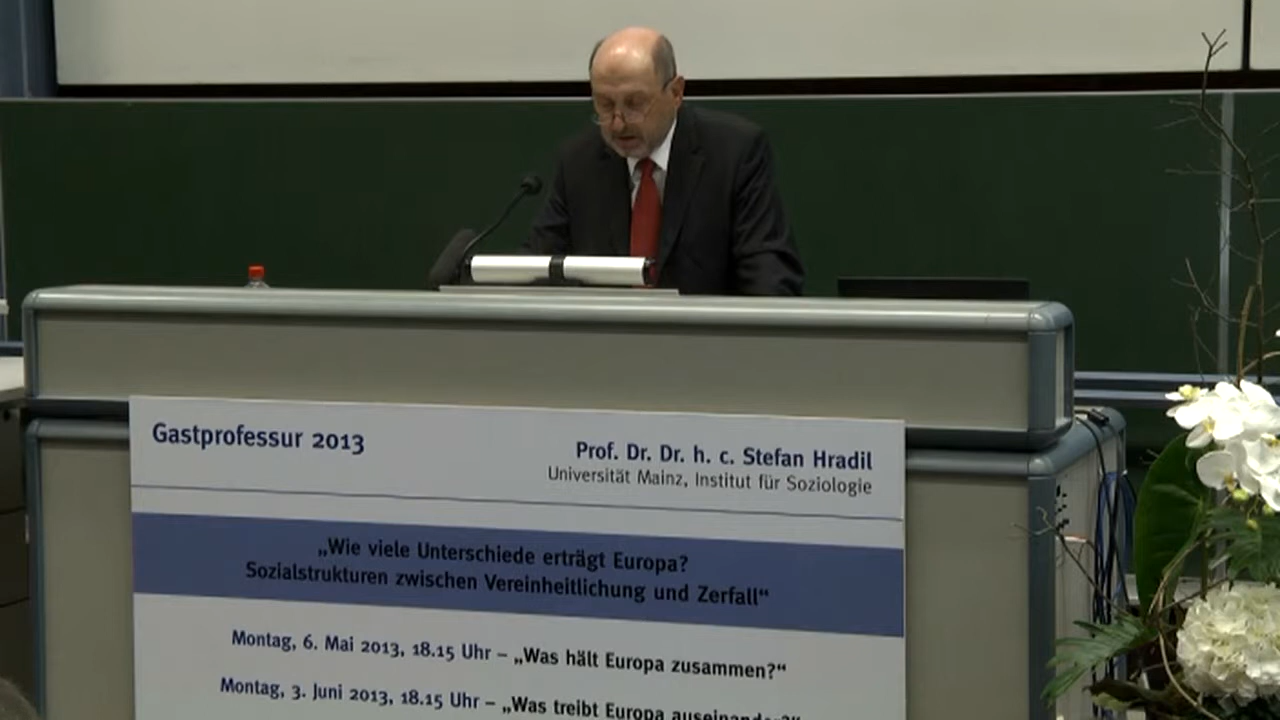 Gastprofessur 2013
Prof. Dr. Dr. h. c. Stefan Hradil
Universität Mainz, Institut für Soziologie
„Wie viele Unterschiede erträgt Europa?
Sozialstrukturen zwischen Vereinheitlichung und Zerfall“
Montag, 6. Mai 2013, 18.15 Uhr – „Was hält Europa zusammen?“
Montag, 3. Juni 2013, 18.15 Uhr – „Was treibt Europa auseinander?“